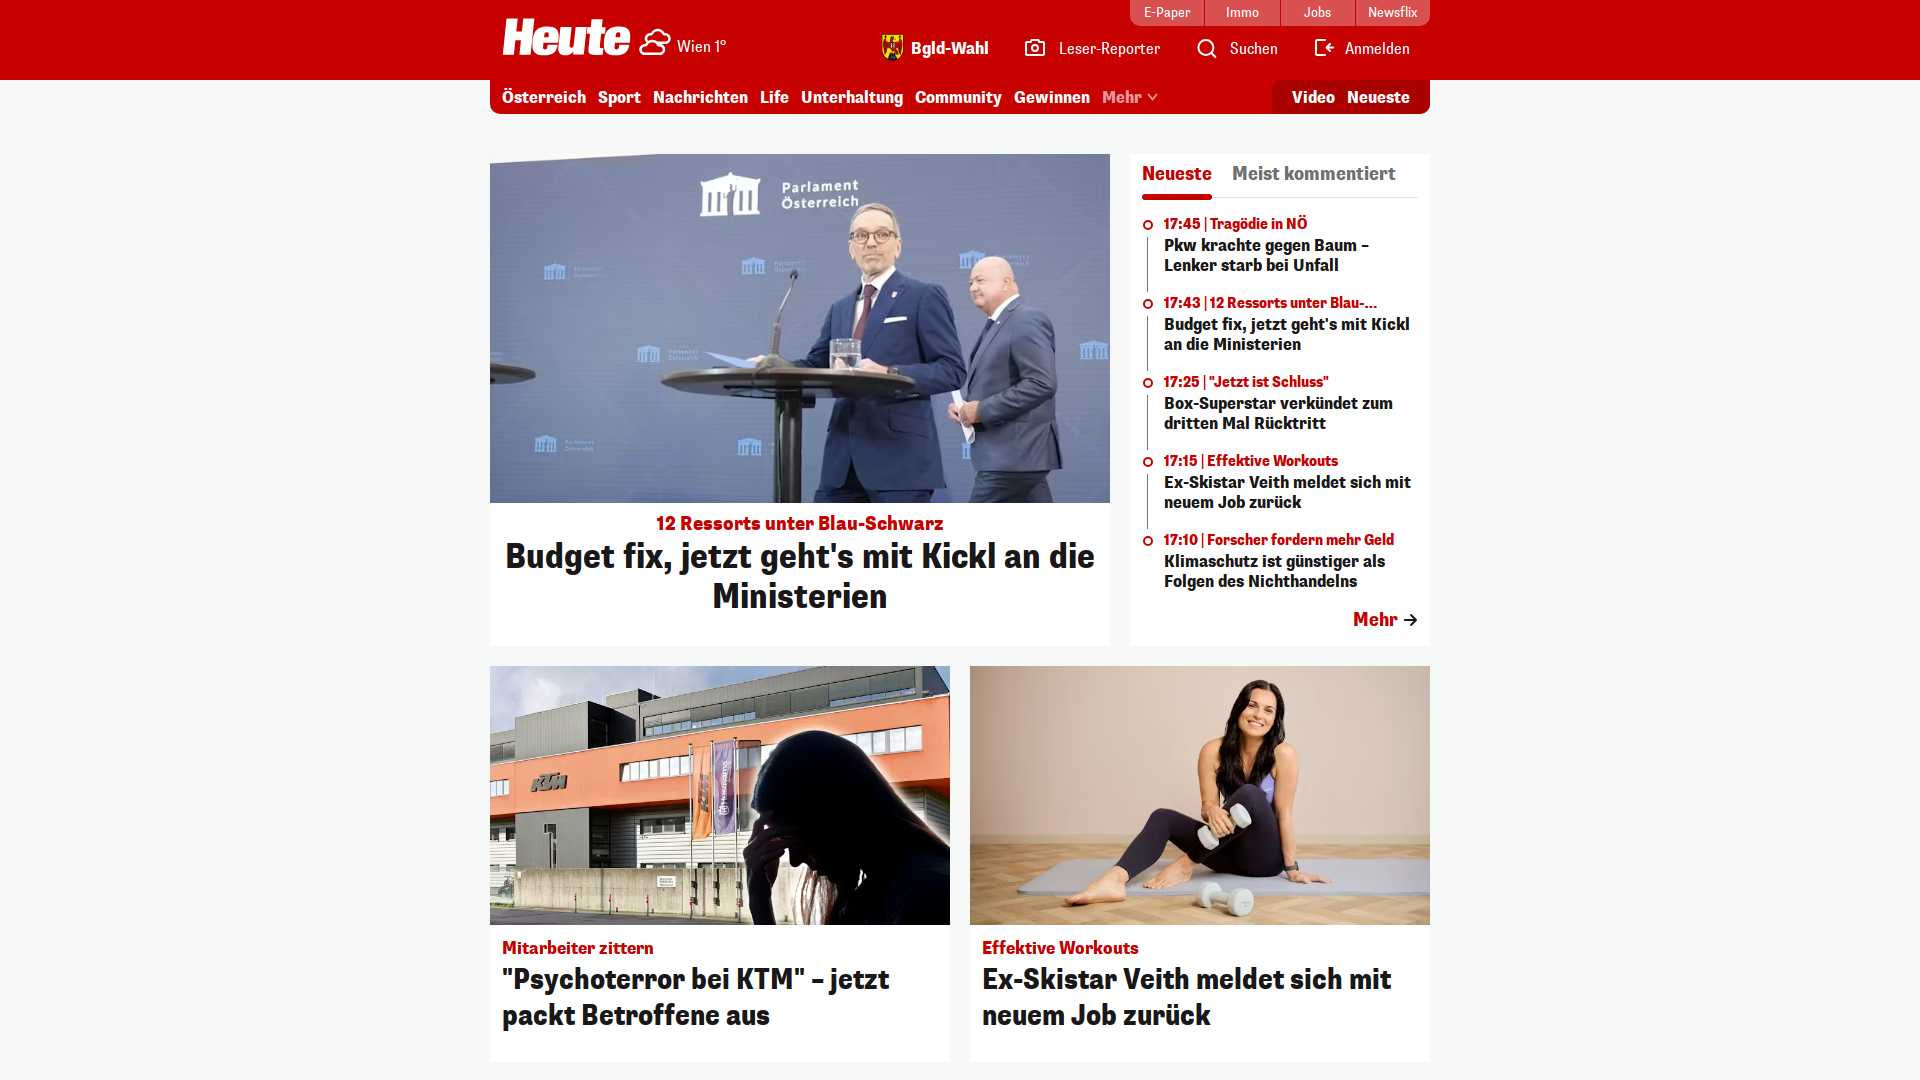 E-Paper
Immo
Jobs
Newsflix
Heute
Wien 1°
Bgld-Wahl
Leser-Reporter
Suchen
Anmelden
Österreich
Sport
Nachrichten
Life
Unterhaltung
Community
Gewinnen
Mehr
Video
Neueste
Parlament
Österreich
12 Ressorts unter Blau-Schwarz
Budget fix, jetzt geht's mit Kickl an die
Ministerien
Neueste
Meist kommentiert
17:45 | Tragödie in NÖ
Pkw krachte gegen Baum –
Lenker starb bei Unfall
17:43 | 12 Ressorts unter Blau-...
Budget fix, jetzt geht's mit Kickl
an die Ministerien
17:25 | "Jetzt ist Schluss"
Box-Superstar verkündet zum
dritten Mal Rücktritt
17:15 | Effektive Workouts
Ex-Skistar Veith meldet sich mit
neuem Job zurück
17:10 | Forscher fordern mehr Geld
Klimaschutz ist günstiger als
Folgen des Nichthandelns
Mehr
KTM
KTM
Husqvarna
Mitarbeiter zittern
"Psychoterror bei KTM" – jetzt
packt Betroffene aus
Effektive Workouts
Ex-Skistar Veith meldet sich mit
neuem Job zurück